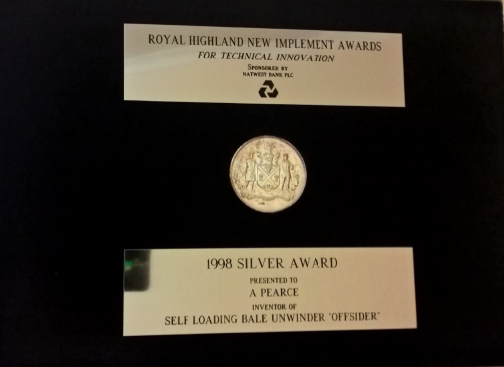 ROYAL HIGHLAND NEW IMPLEMENT AWARDS
FOR TECHNICAL INNOVATION
SPONSORED BY
NATWEST BANK PLC
1998 SILVER AWARD
PRESENTED TO
A PEARCE
INVENTOR OF
SELF LOADING BALE UNWINDER 'OFFSIDER'